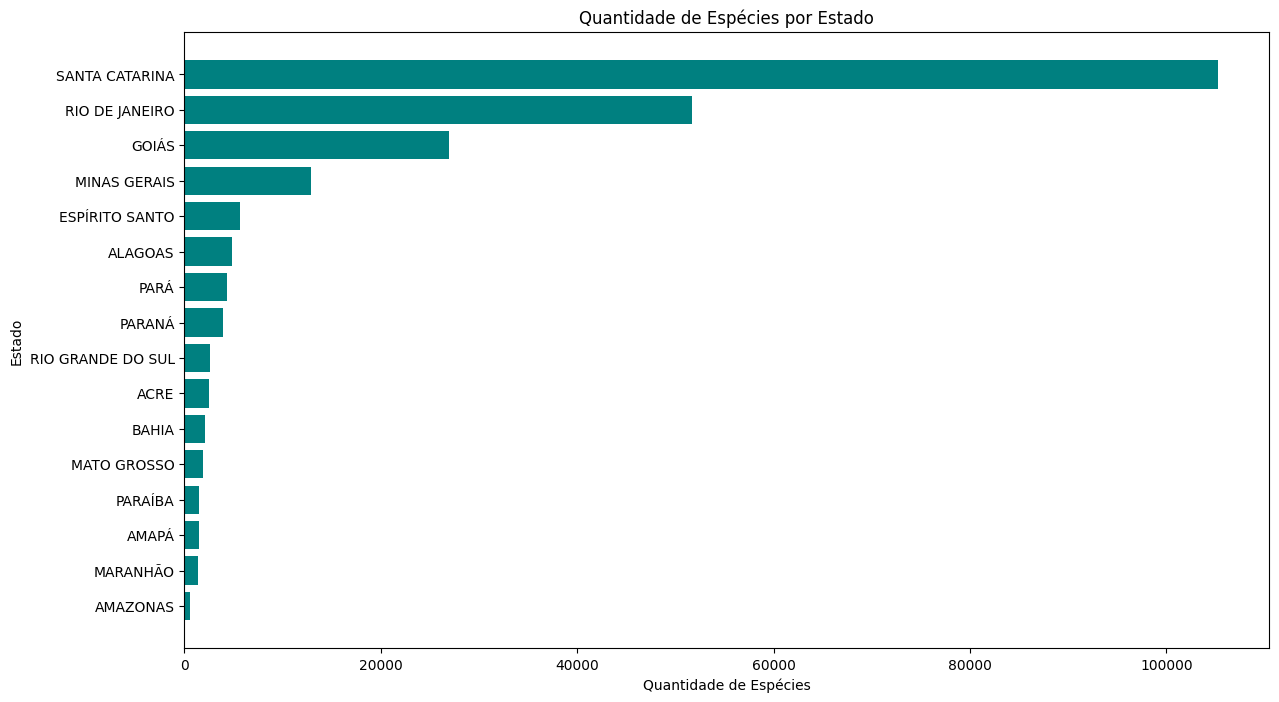 Quantidade de Espécies por Estado
SANTA CATARINA
RIO DE JANEIRO
GOIÁS
MINAS GERAIS
ESPÍRITO SANTO
ALAGOAS
PARÁ
PARANÁ
RIO GRANDE DO SUL
ACRE
BAHIA
MATO GROSSO
PARAÍBA
AMAPÁ
MARANHÃO
AMAZONAS
Estado
0 20000 40000 60000 80000 100000
Quantidade de Espécies